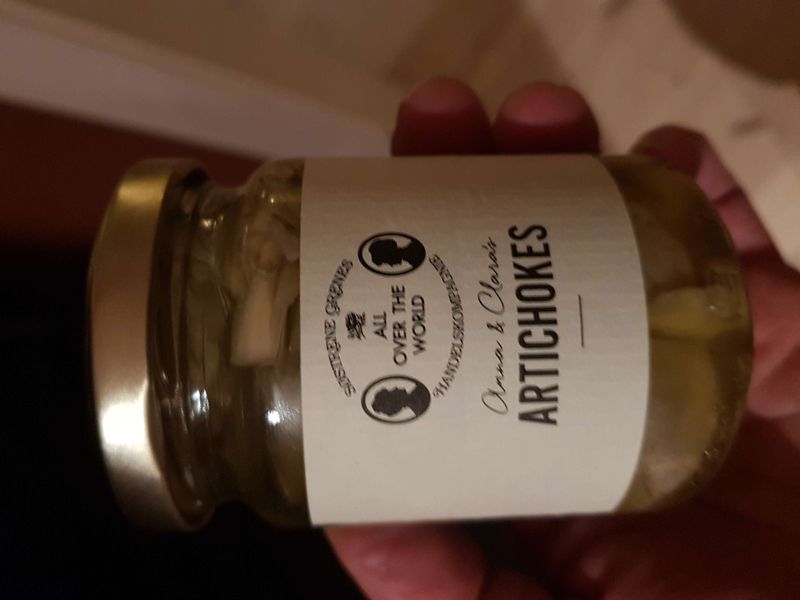 SØSTRENE GRENES
ALL
OVER THE
WORLD
HANDELSKOMPAGNI
Anna & Clara's
ARTICHOKES